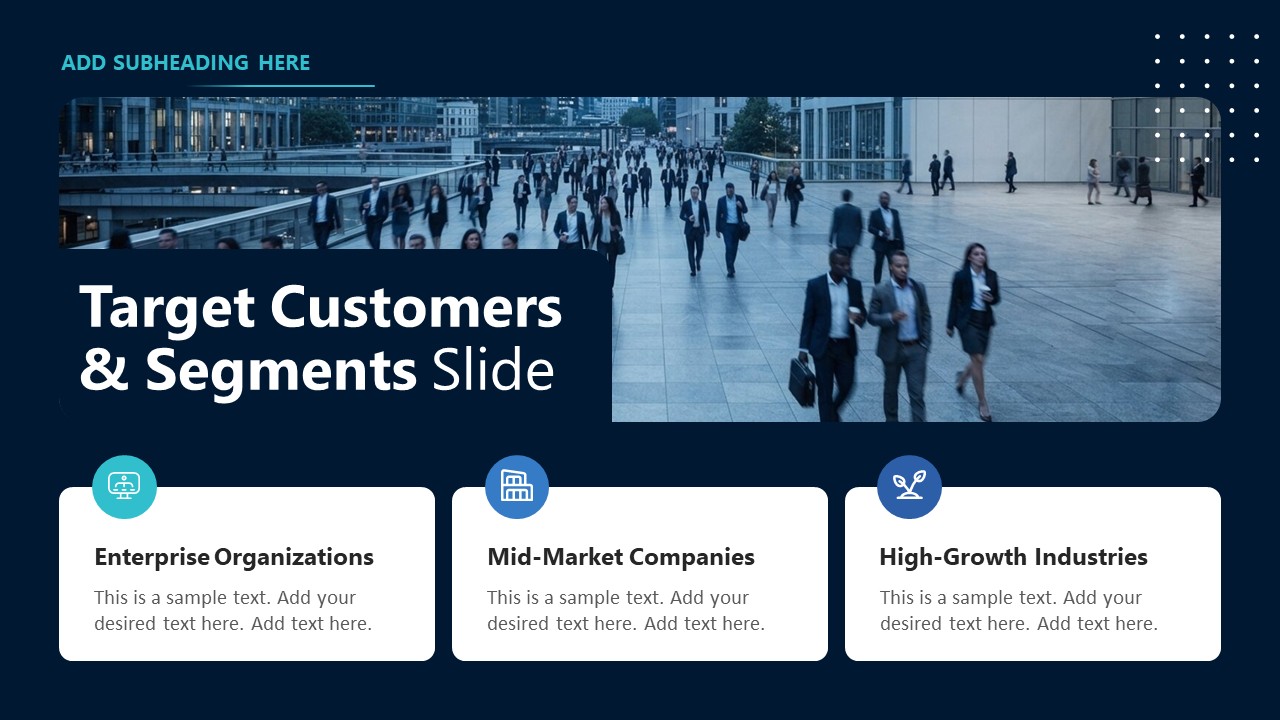 ADD SUBHEADING HERE
Target Customers
& Segments Slide
Enterprise Organizations
This is a sample text. Add your
desired text here. Add text here.
Mid-Market Companies
This is a sample text. Add your
desired text here. Add text here.
High-Growth Industries
This is a sample text. Add your
desired text here. Add text here.